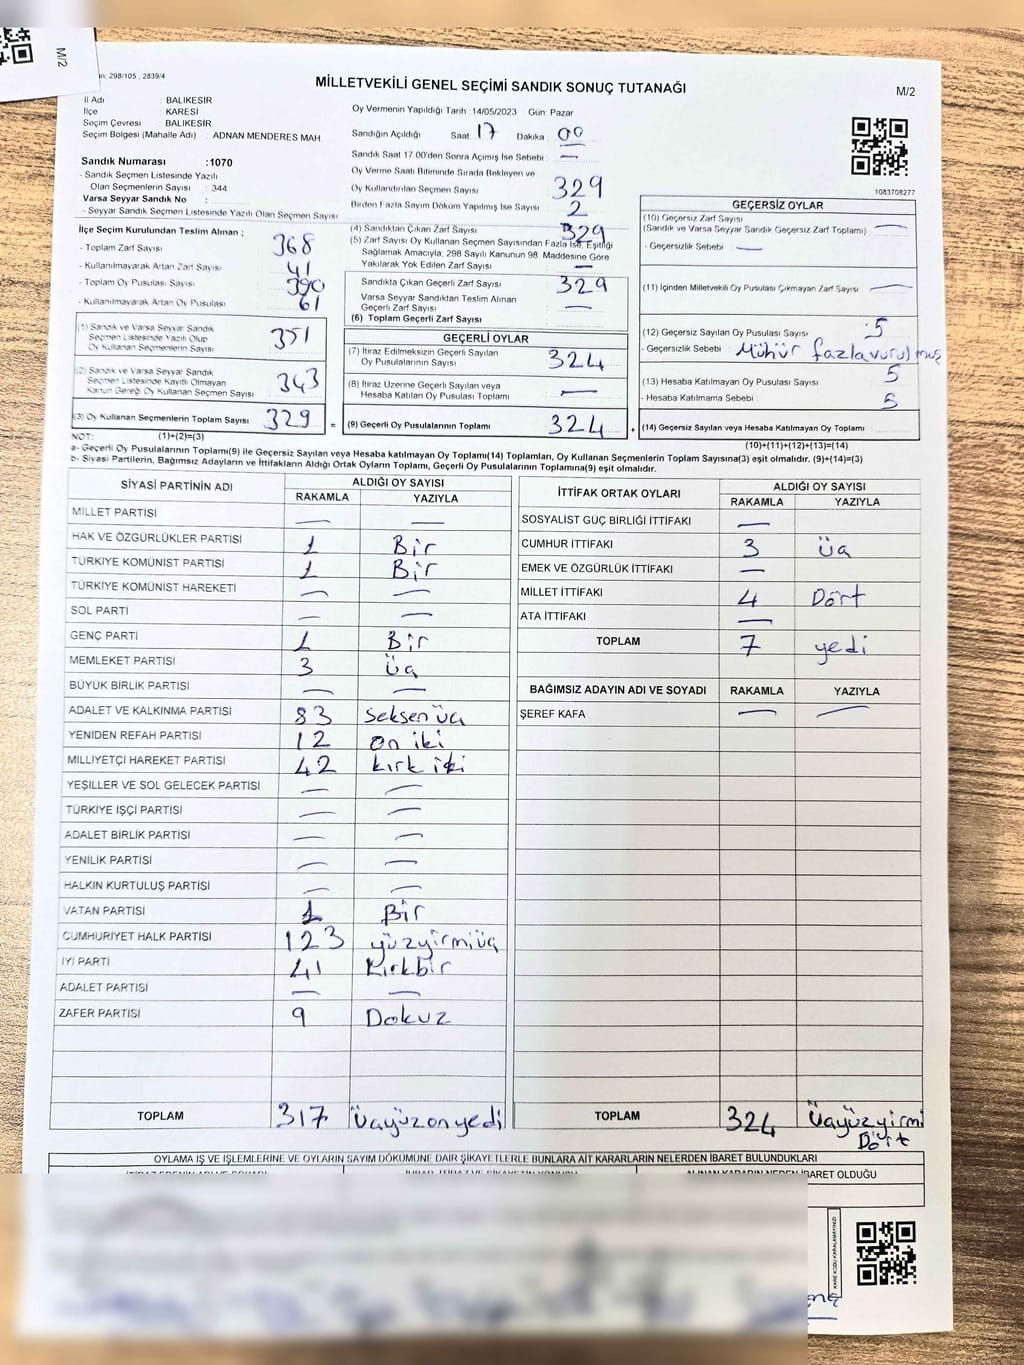 M/2
298/105 , 2839/4
MİLLETVEKİLİ GENEL SEÇİMİ SANDIK SONUÇ TUTANAĞI
M/2
İl Adı : BALIKESİR
İlçe : KARESİ
Seçim Çevresi : BALIKESİR
Seçim Bölgesi (Mahalle Adı) : ADNAN MENDERES MAH.
Sandık Numarası :1070
- Sandık Seçmen Listesinde Yazılı
Olan Seçmenlerin Sayısı : 344
Varsa Seyyar Sandık No :
- Seyyar Sandık Seçmen Listesinde Yazılı Olan Seçmen Sayısı
Oy Vermenin Yapıldığı Tarih :14/05/2023 Gün: Pazar
Sandığın Açıldığı Saat: 17 Dakika: 00
Sandık Saat 17:00'den Sonra Açımış İse Sebebi : —
Oy Verme Saati Bitiminde Sırada Bekleyen ve
Oy Kullandırılan Seçmen Sayısı 329
Birden Fazla Sayım Döküm Yapılmış İse Sayısı 2
1083708277
İlçe Seçim Kurulundan Teslim Alınan ;
- Toplam Zarf Sayısı 368
- Kullanılmayarak Artan Zarf Sayısı 41
- Toplam Oy Pusulası Sayısı 390
- Kullanılmayarak Artan Oy Pusulası 61
(1) Sandık ve Varsa Seyyar Sandık
Seçmen Listesinde Yazılı Olup
Oy Kullanan Seçmenlerin Sayısı 351
(2) Sandık ve Varsa Seyyar Sandık
Seçmen Listesinde Kayıtlı Olmayan
Kanun Gereği Oy Kullanan Seçmen Sayısı 343
(3) Oy Kullanan Seçmenlerin Toplam Sayısı 329 =
(1)+(2)=(3)
(4) Sandıktan Çıkan Zarf Sayısı 329
(5) Zarf Sayısı Oy Kullanan Seçmen Sayısından Fazla İse, Eşitliği
Sağlamak Amacıyla; 298 Sayılı Kanunun 98. Maddesine Göre
Yakılarak Yok Edilen Zarf Sayısı —
Sandıkta Çıkan Geçerli Zarf Sayısı 329
Varsa Seyyar Sandıktan Teslim Alınan
Geçerli Zarf Sayısı —
(6) Toplam Geçerli Zarf Sayısı
GEÇERLİ OYLAR
(7) İtiraz Edilmeksizin Geçerli Sayılan
Oy Pusulalarının Sayısı 324
(8) İtiraz Üzerine Geçerli Sayılan veya
Hesaba Katılan Oy Pusulası Toplamı —
(9) Geçerli Oy Pusulalarının Toplamı 324 +
GEÇERSİZ OYLAR
(10) Geçersiz Zarf Sayısı
(Sandık ve Varsa Seyyar Sandık Geçersiz Zarf Toplamı) —
- Geçersizlik Sebebi : —
(11) İçinden Milletvekili Oy Pusulası Çıkmayan Zarf Sayısı —
(12) Geçersiz Sayılan Oy Pusulası Sayısı 5
- Geçersizlik Sebebi : Mühür fazla vurulmuş
(13) Hesaba Katılmayan Oy Pusulası Sayısı 5
- Hesaba Katılmama Sebebi : 5
(14) Geçersiz Sayılan veya Hesaba Katılmayan Oy Toplamı
(10)+(11)+(12)+(13)=(14)
NOT:
a- Geçerli Oy Pusulalarının Toplamı(9) ile Geçersiz Sayılan veya Hesaba katılmayan Oy Toplamı(14) Toplamları, Oy Kullanan Seçmenlerin Toplam Sayısına(3) eşit olmalıdır. (9)+(14)=(3)
b- Siyasi Partilerin, Bağımsız Adayların ve İttifakların Aldığı Ortak Oyların Toplamı, Geçerli Oy Pusulalarının Toplamına(9) eşit olmalıdır.
SİYASİ PARTİNİN ADI ALDIĞI OY SAYISI
RAKAMLA YAZIYLA
MİLLET PARTİSİ — —
HAK VE ÖZGÜRLÜKLER PARTİSİ 1 Bir
TÜRKİYE KOMÜNİST PARTİSİ 1 Bir
TÜRKİYE KOMÜNİST HAREKETİ — —
SOL PARTİ — —
GENÇ PARTİ 1 Bir
MEMLEKET PARTİSİ 3 üç
BÜYÜK BİRLİK PARTİSİ — —
ADALET VE KALKINMA PARTİSİ 83 seksen üç
YENİDEN REFAH PARTİSİ 12 on iki
MİLLİYETÇİ HAREKET PARTİSİ 42 kırk iki
YEŞİLLER VE SOL GELECEK PARTİSİ — —
TÜRKİYE İŞÇİ PARTİSİ — —
ADALET BİRLİK PARTİSİ — —
YENİLİK PARTİSİ — —
HALKIN KURTULUŞ PARTİSİ — —
VATAN PARTİSİ 1 Bir
CUMHURİYET HALK PARTİSİ 123 yüzyirmiüç
İYİ PARTİ 41 Kırkbir
ADALET PARTİSİ — —
ZAFER PARTİSİ 9 Dokuz
TOPLAM 317 üçyüzonyedi
İTTİFAK ORTAK OYLARI ALDIĞI OY SAYISI
RAKAMLA YAZIYLA
SOSYALİST GÜÇ BİRLİĞİ İTTİFAKI —
CUMHUR İTTİFAKI 3 üç
EMEK VE ÖZGÜRLÜK İTTİFAKI —
MİLLET İTTİFAKI 4 Dört
ATA İTTİFAKI —
TOPLAM 7 yedi
BAĞIMSIZ ADAYIN ADI VE SOYADI RAKAMLA YAZIYLA
ŞEREF KAFA — —
TOPLAM 324 Üçyüzyirmi
Dört
OYLAMA İŞ VE İŞLEMLERİNE VE OYLARIN SAYIM DÖKÜMÜNE DAİR ŞİKAYETLERLE BUNLARA AİT KARARLARIN NELERDEN İBARET BULUNDUKLARI
ALINAN KARARIN NEDEN İBARET OLDUĞU
KARE KODU KARALAMAYINIZ!